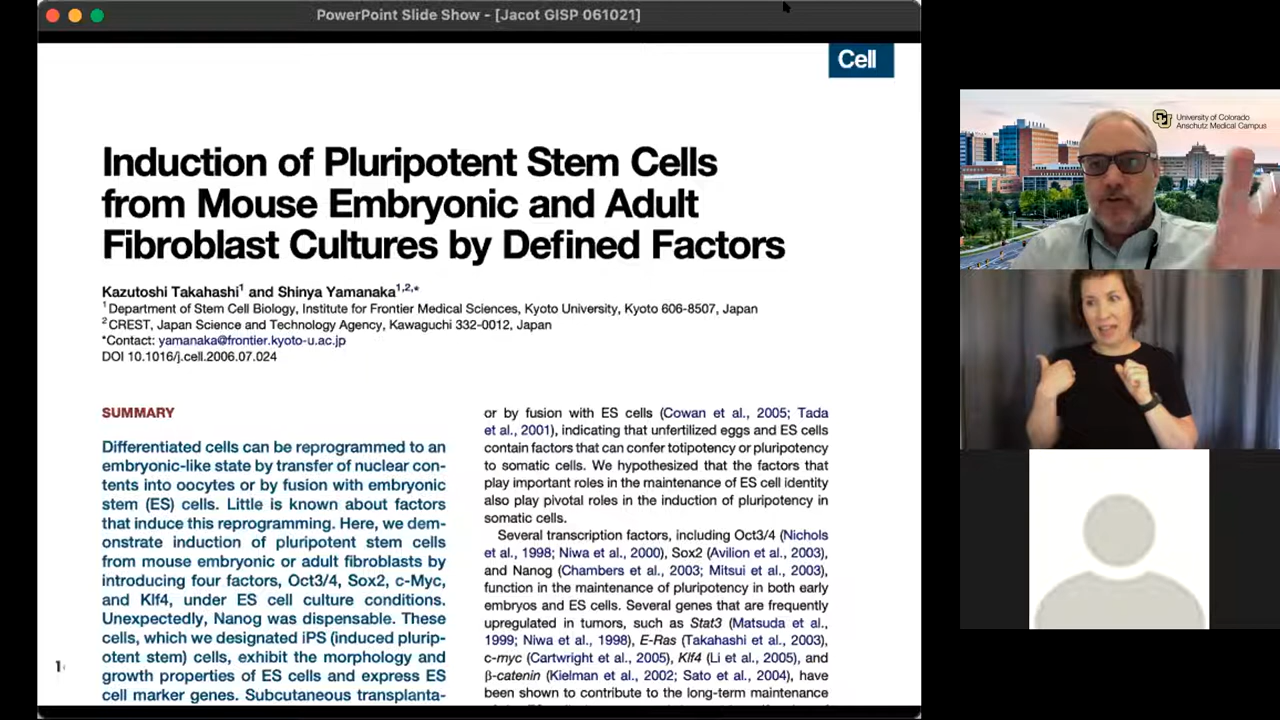 PowerPoint Slide Show - [Jacot GISP 061021]
Cell
Induction of Pluripotent Stem Cells
from Mouse Embryonic and Adult
Fibroblast Cultures by Defined Factors
Kazutoshi Takahashi1 and Shinya Yamanaka1,2,*
1Department of Stem Cell Biology, Institute for Frontier Medical Sciences, Kyoto University, Kyoto 606-8507, Japan
2CREST, Japan Science and Technology Agency, Kawaguchi 332-0012, Japan
*Contact: yamanaka@frontier.kyoto-u.ac.jp
DOI 10.1016/j.cell.2006.07.024
SUMMARY
Differentiated cells can be reprogrammed to an
embryonic-like state by transfer of nuclear con-
tents into oocytes or by fusion with embryonic
stem (ES) cells. Little is known about factors
that induce this reprogramming. Here, we dem-
onstrate induction of pluripotent stem cells
from mouse embryonic or adult fibroblasts by
introducing four factors, Oct3/4, Sox2, c-Myc,
and Klf4, under ES cell culture conditions.
Unexpectedly, Nanog was dispensable. These
cells, which we designated iPS (induced plurip-
otent stem) cells, exhibit the morphology and
growth properties of ES cells and express ES
cell marker genes. Subcutaneous transplanta-
or by fusion with ES cells (Cowan et al., 2005; Tada
et al., 2001), indicating that unfertilized eggs and ES cells
contain factors that can confer totipotency or pluripotency
to somatic cells. We hypothesized that the factors that
play important roles in the maintenance of ES cell identity
also play pivotal roles in the induction of pluripotency in
somatic cells.
Several transcription factors, including Oct3/4 (Nichols
et al., 1998; Niwa et al., 2000), Sox2 (Avilion et al., 2003),
and Nanog (Chambers et al., 2003; Mitsui et al., 2003),
function in the maintenance of pluripotency in both early
embryos and ES cells. Several genes that are frequently
upregulated in tumors, such as Stat3 (Matsuda et al.,
1999; Niwa et al., 1998), E-Ras (Takahashi et al., 2003),
c-myc (Cartwright et al., 2005), Klf4 (Li et al., 2005), and
β-catenin (Kielman et al., 2002; Sato et al., 2004), have
been shown to contribute to the long-term maintenance
University of Colorado
Anschutz Medical Campus